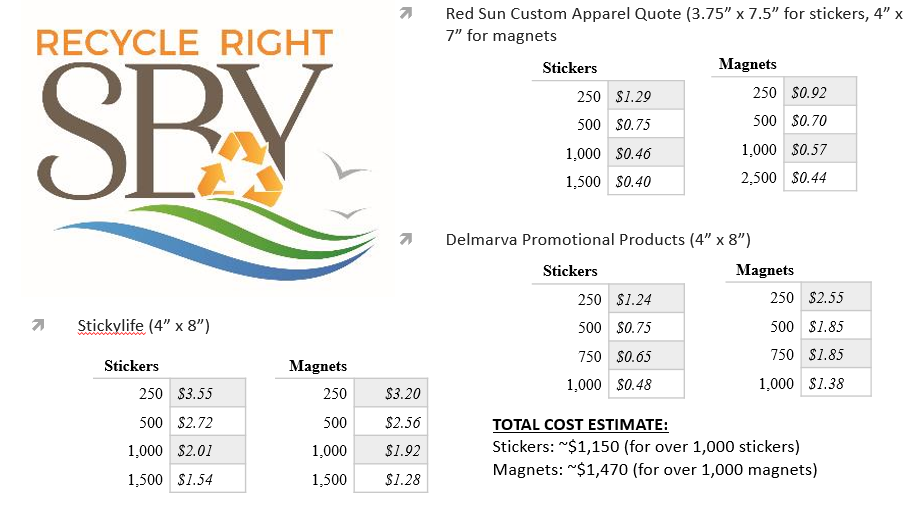 RECYCLE RIGHT
SBY
Red Sun Custom Apparel Quote (3.75” x 7.5” for stickers, 4” x
7” for magnets
Stickers
250 $1.29
500 $0.75
1,000 $0.46
1,500 $0.40
Magnets
250 $0.92
500 $0.70
1,000 $0.57
2,500 $0.44
Delmarva Promotional Products (4” x 8”)
Stickers
250 $1.24
500 $0.75
750 $0.65
1,000 $0.48
Magnets
250 $2.55
500 $1.85
750 $1.85
1,000 $1.38
Stickylife (4” x 8”)
Stickers
250 $3.55
500 $2.72
1,000 $2.01
1,500 $1.54
Magnets
250 $3.20
500 $2.56
1,000 $1.92
1,500 $1.28
TOTAL COST ESTIMATE:
Stickers: ~$1,150 (for over 1,000 stickers)
Magnets: ~$1,470 (for over 1,000 magnets)